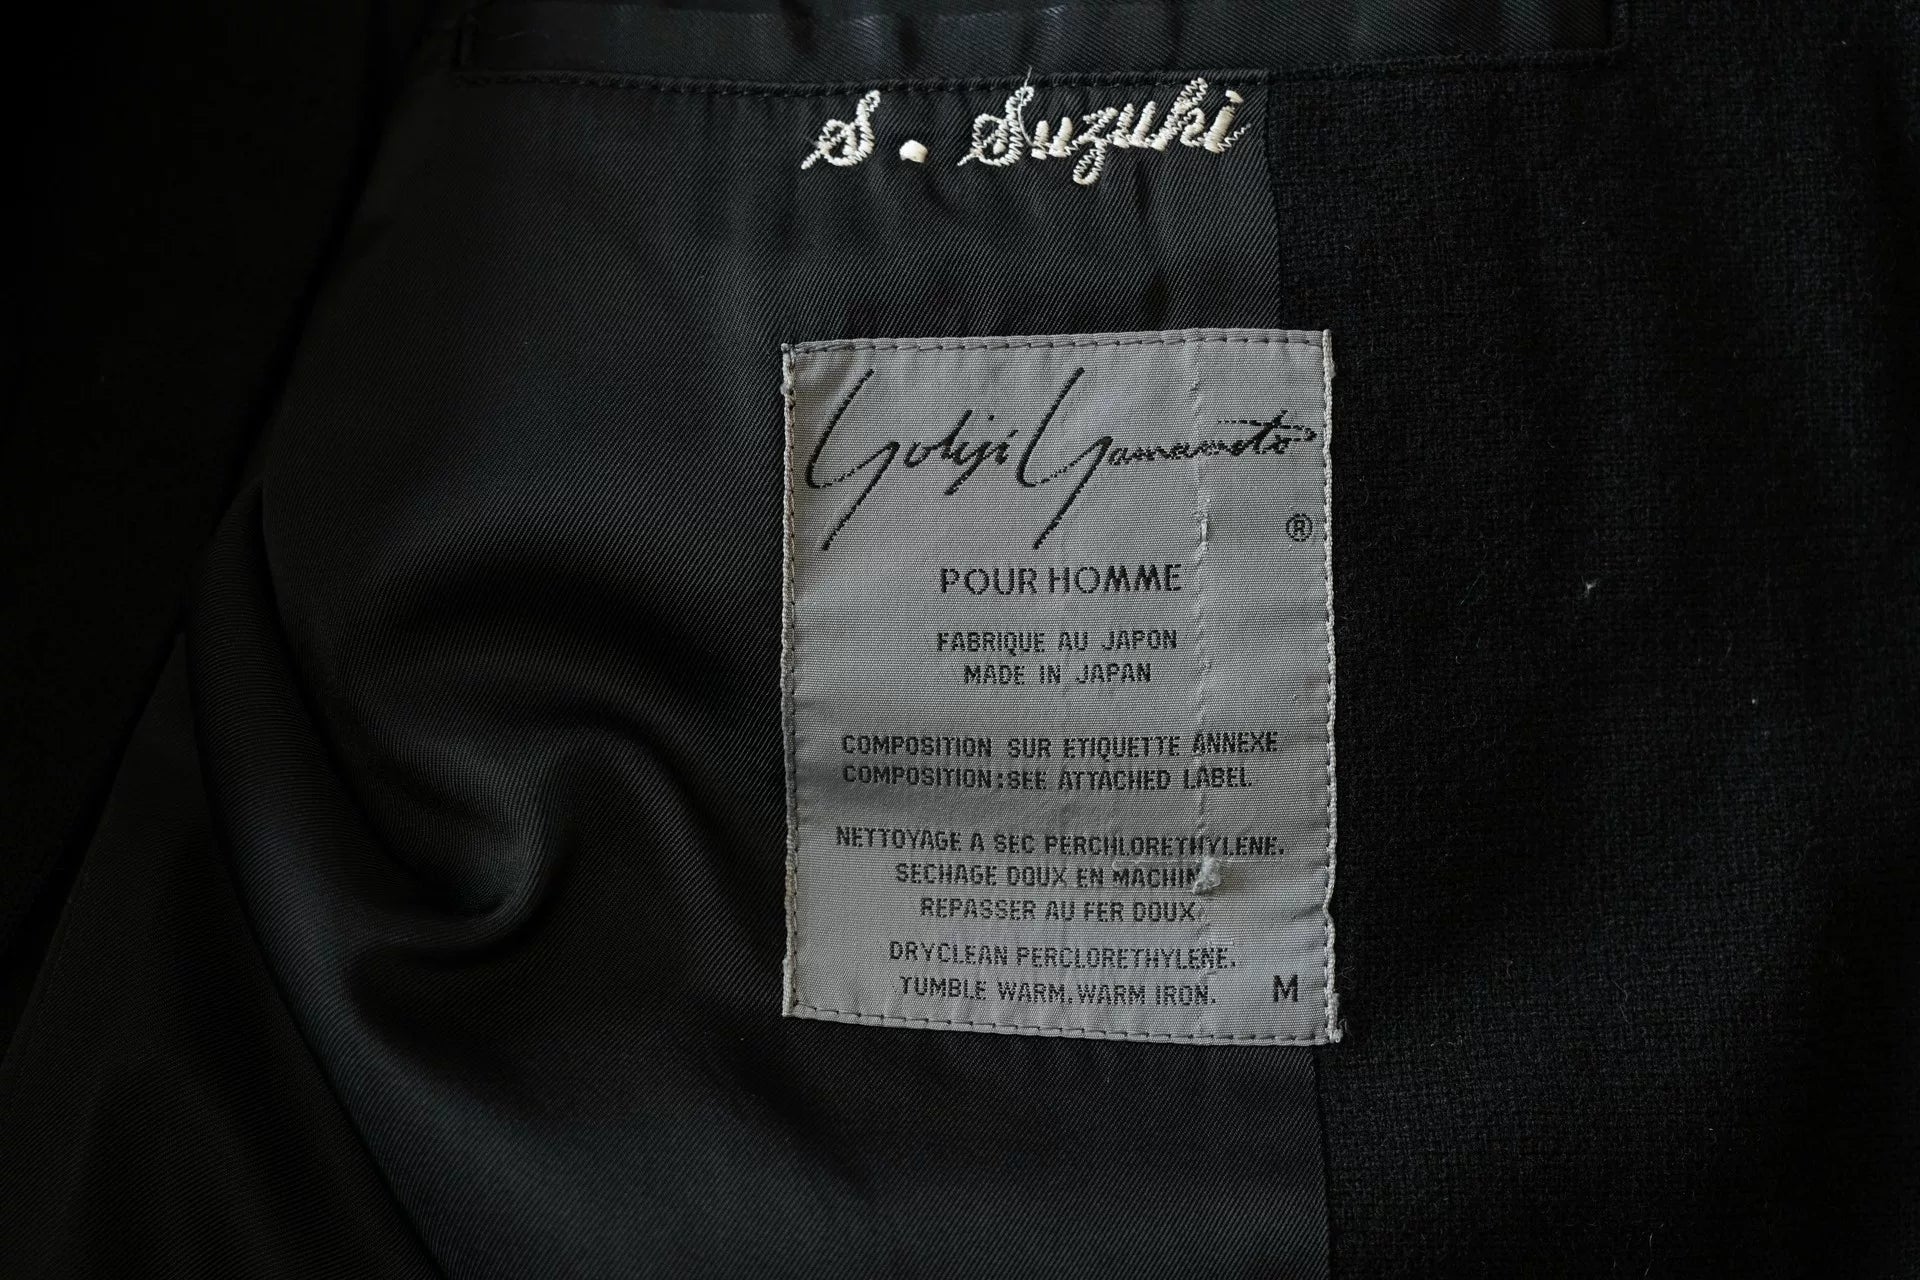 S. Suzuki
Yohji Yamamoto
®
POUR HOMME
FABRIQUE AU JAPON
MADE IN JAPAN
COMPOSITION SUR ETIQUETTE ANNEXE
COMPOSITION:SEE ATTACHED LABEL
NETTOYAGE A SEC PERCHLORETHYLENE.
SECHAGE DOUX EN MACHIN
REPASSER AU FER DOUX
DRYCLEAN PERCLORETHYLENE.
TUMBLE WARM.WARM IRON. M